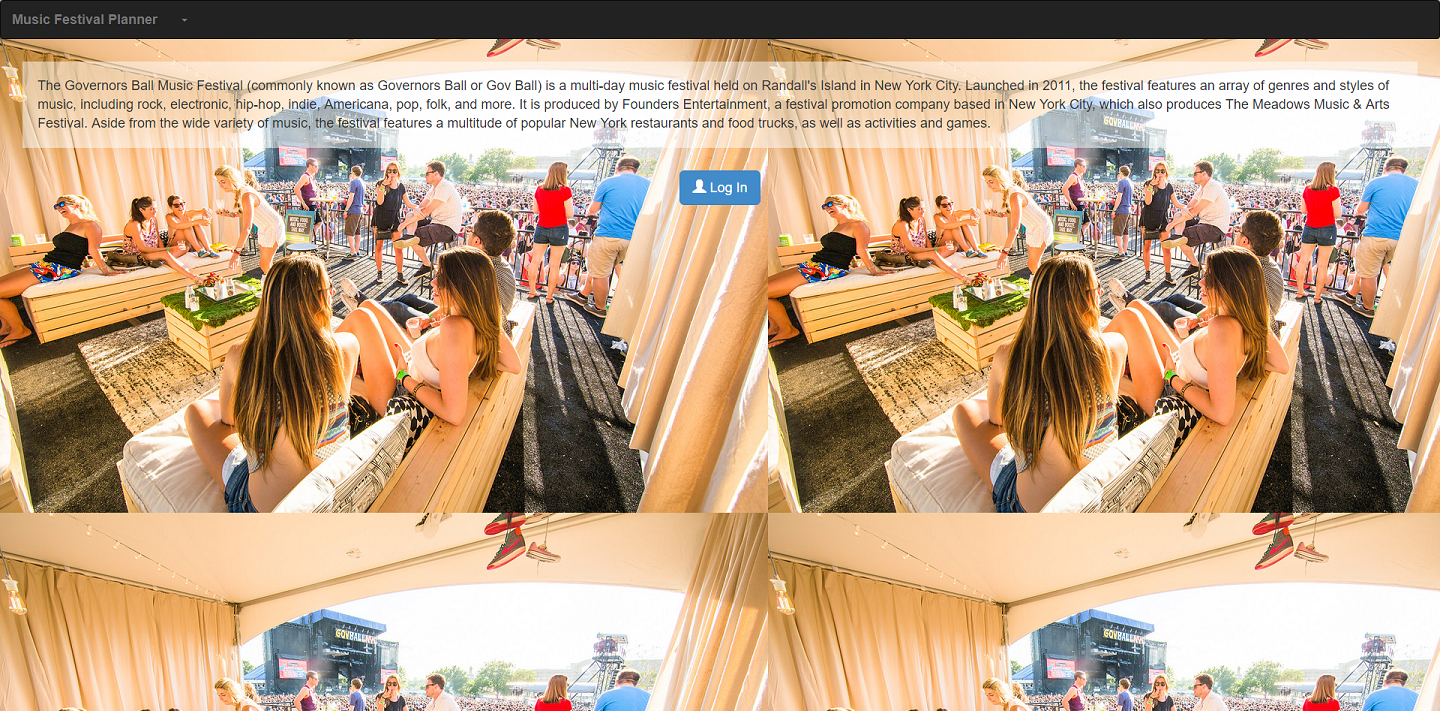 Music Festival Planner
The Governors Ball Music Festival (commonly known as Governors Ball or Gov Ball) is a multi-day music festival held on Randall's Island in New York City. Launched in 2011, the festival features an array of genres and styles of
music, including rock, electronic, hip-hop, indie, Americana, pop, folk, and more. It is produced by Founders Entertainment, a festival promotion company based in New York City, which also produces The Meadows Music & Arts
Festival. Aside from the wide variety of music, the festival features a multitude of popular New York restaurants and food trucks, as well as activities and games.
Log In
GOVBALLNYC
GOVBALLNYC